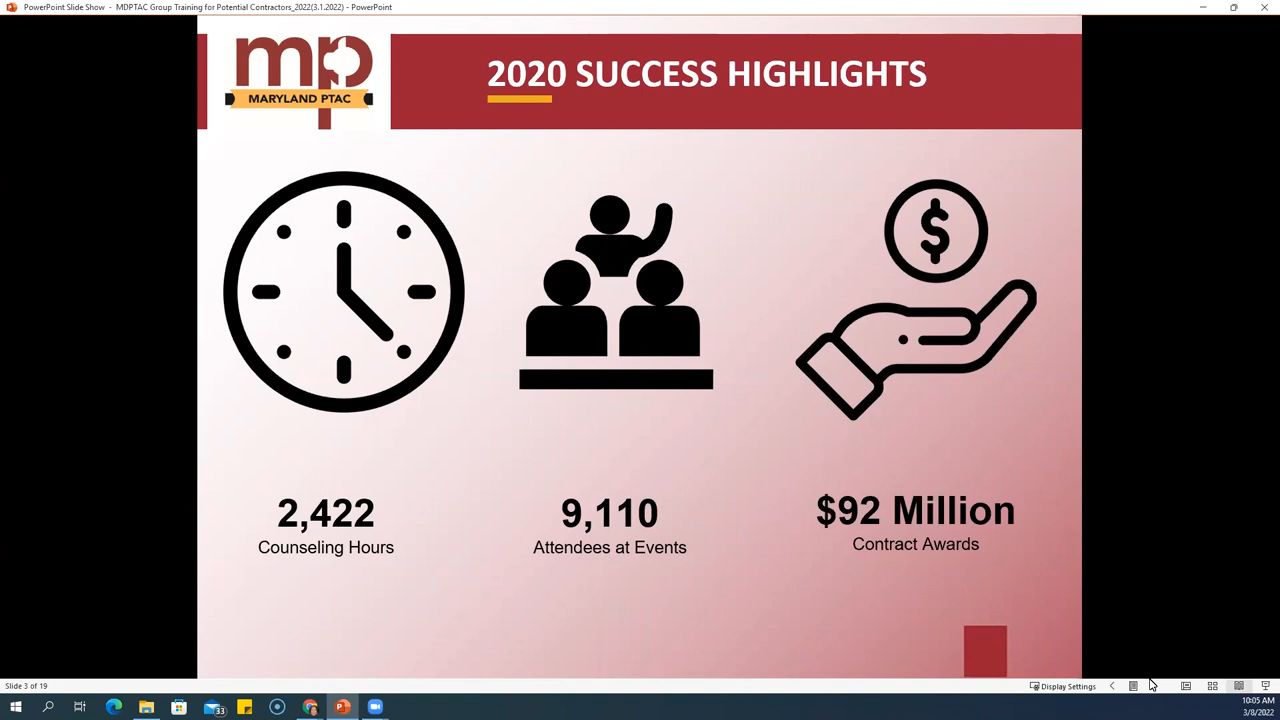 PowerPoint Slide Show - MDPTAC Group Training for Potential Contractors_2022(3.1.2022) - PowerPoint
mp
MARYLAND PTAC
2020 SUCCESS HIGHLIGHTS
$
2,422
Counseling Hours
9,110
Attendees at Events
$92 Million
Contract Awards
Slide 3 of 19
Display Settings
33
10:05 AM
3/8/2022